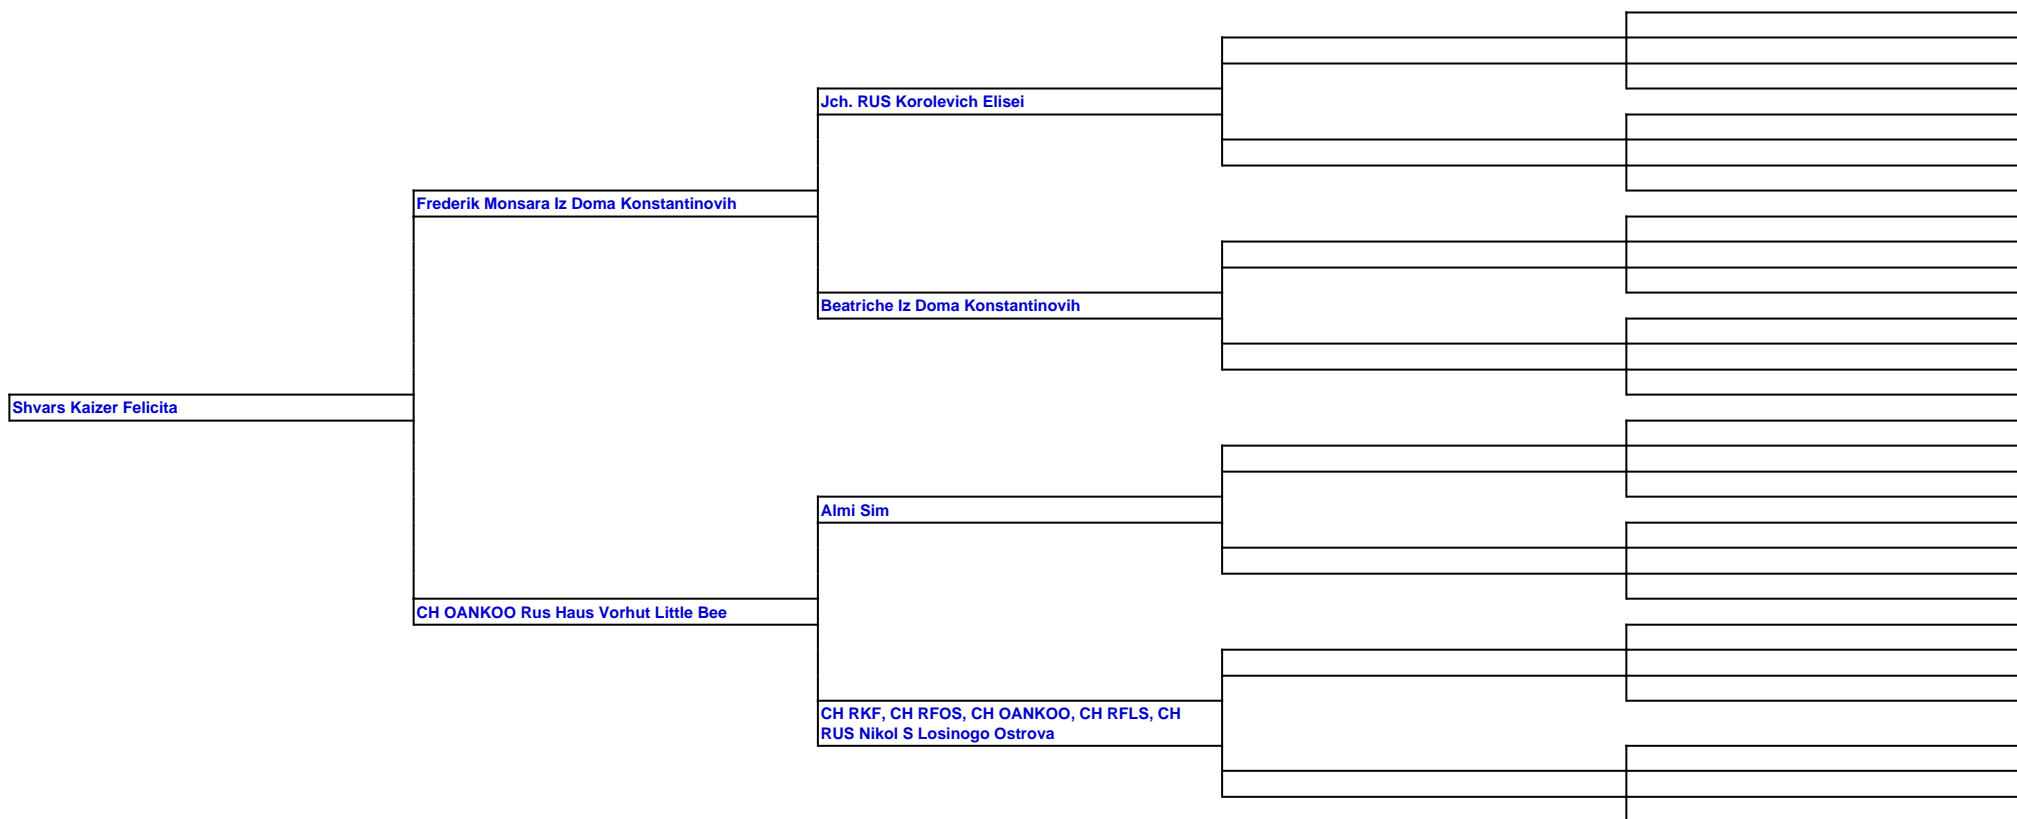 Jch. RUS Korolevich Elisei
Frederik Monsara Iz Doma Konstantinovih
Beatriche Iz Doma Konstantinovih
Shvars Kaizer Felicita
Almi Sim
CH OANKOO Rus Haus Vorhut Little Bee
CH RKF, CH RFOS, CH OANKOO, CH RFLS, CH
RUS Nikol S Losinogo Ostrova